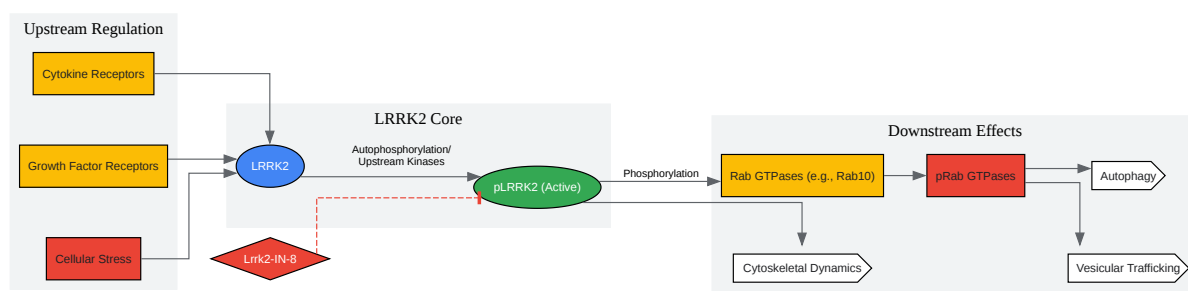 Upstream Regulation
Cytokine Receptors
Growth Factor Receptors
Cellular Stress
LRRK2 Core
LRRK2
Autophosphorylation/
Upstream Kinases
pLRRK2 (Active)
Lrrk2-IN-8
Phosphorylation
Downstream Effects
Rab GTPases (e.g., Rab10)
pRab GTPases
Autophagy
Cytoskeletal Dynamics
Vesicular Trafficking